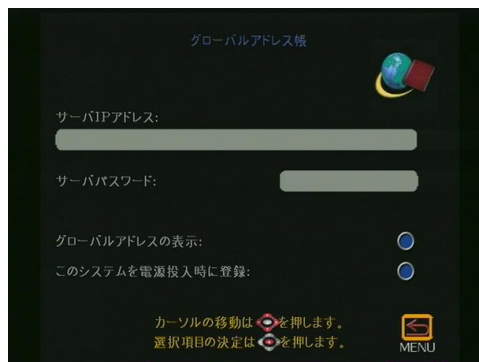 グローバルアドレス帳
サーバIPアドレス:
サーバパスワード:
グローバルアドレスの表示:
このシステムを電源投入時に登録:
カーソルの移動は を押します。
選択項目の決定は を押します。
MENU